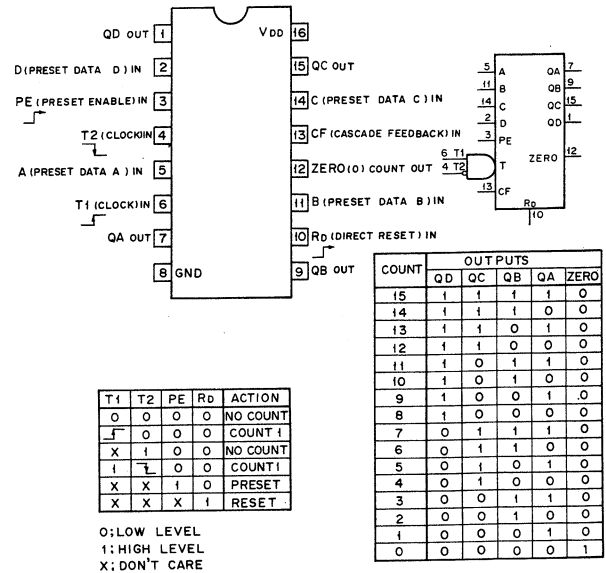 QD OUT 1
VDD 16
D(PRESET DATA D)IN 2
15 QC OUT
PE(PRESET ENABLE)IN 3
14 C (PRESET DATA C)IN
T2(CLOCK)IN 4
13 CF(CASCADE FEEDBACK)IN
A(PRESET DATA A)IN 5
12 ZERO(0) COUNT OUT
T1(CLOCK)IN 6
11 B(PRESET DATA B)IN
QA OUT 7
10 RD(DIRECT RESET)IN
8 GND
9 QB OUT
5 A QA 7
11 B QB 9
14 C QC 15
2 D QD 1
3 PE
6 T1
4 T2 T ZERO 12
13 CF
RD
10
COUNT OUTPUTS
QD QC QB QA ZERO
15 1 1 1 1 0
14 1 1 1 0 0
13 1 1 0 1 0
12 1 1 0 0 0
11 1 0 1 1 0
10 1 0 1 0 0
9 1 0 0 1 0
8 1 0 0 0 0
7 0 1 1 1 0
6 0 1 1 0 0
5 0 1 0 1 0
4 0 1 0 0 0
3 0 0 1 1 0
2 0 0 1 0 0
1 0 0 0 1 0
0 0 0 0 0 1
T1 T2 PE RD ACTION
0 0 0 0 NO COUNT
0 0 0 COUNT 1
X 1 0 0 NO COUNT
1 0 0 COUNT1
X X 1 0 PRESET
X X X 1 RESET
0;LOW LEVEL
1;HIGH LEVEL
X;DON'T CARE